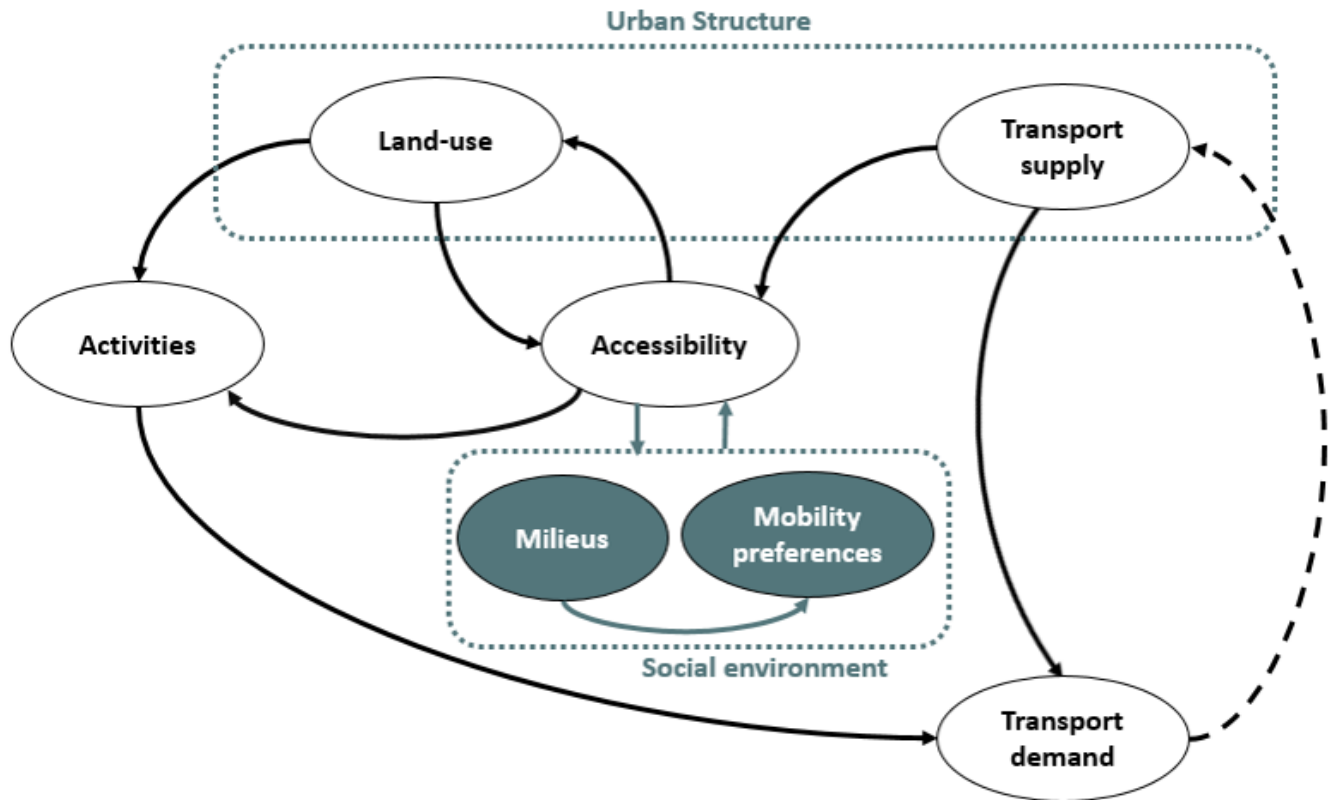 Urban Structure
Land-use
Transport
supply
Activities
Accessibility
Milieus
Mobility
preferences
Social environment
Transport
demand